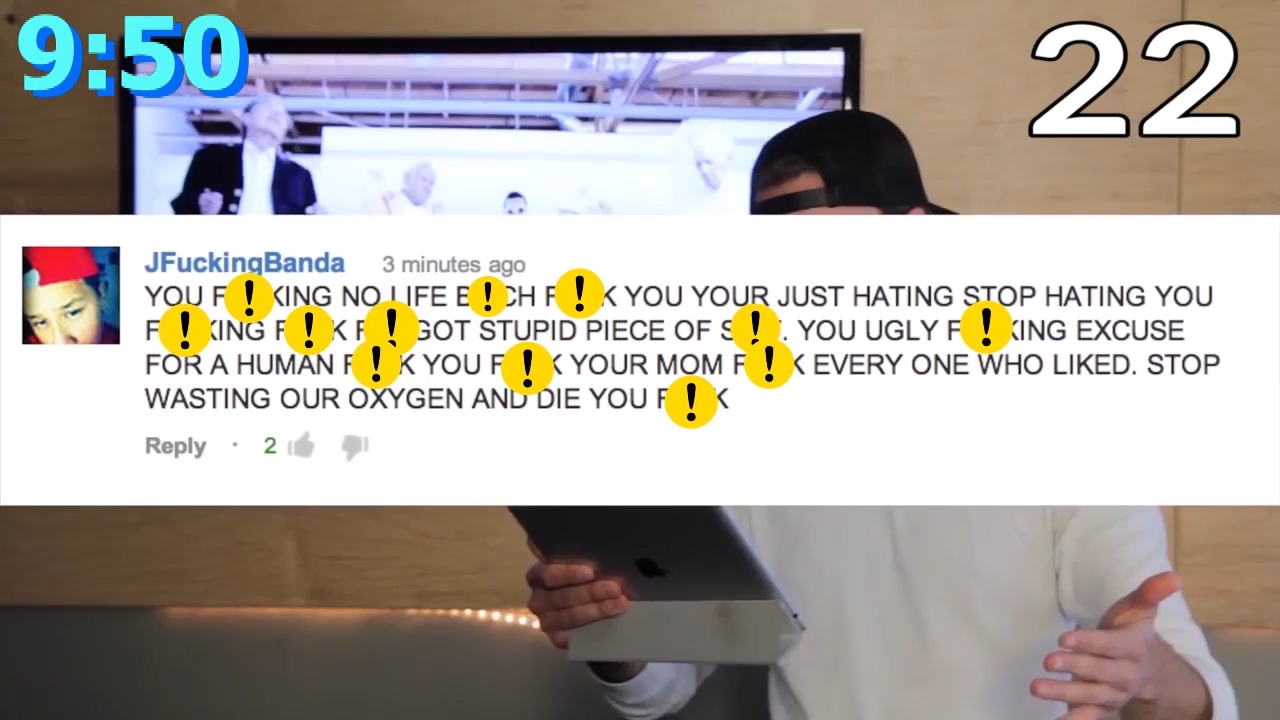 9:50
22
JFuckingBanda 3 minutes ago
YOU F!KING NO LIFE B!CH F!K YOU YOUR JUST HATING STOP HATING YOU
F!KING F!K F!GOT STUPID PIECE OF S!. YOU UGLY F!KING EXCUSE
FOR A HUMAN F!K YOU F!K YOUR MOM F!K EVERY ONE WHO LIKED. STOP
WASTING OUR OXYGEN AND DIE YOU F!K
Reply · 2